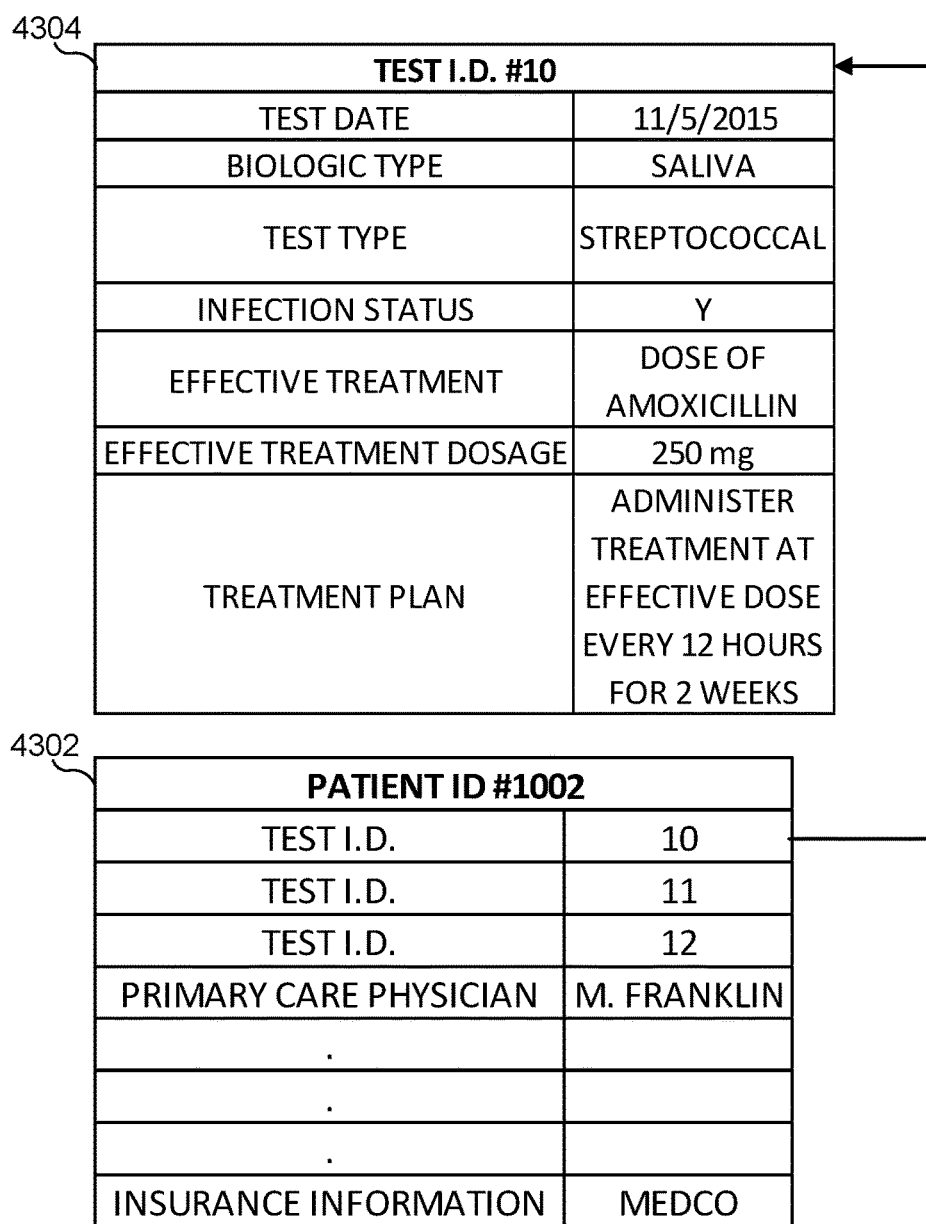 4304
TEST I.D. #10
TEST DATE 11/5/2015
BIOLOGIC TYPE SALIVA
TEST TYPE STREPTOCOCCAL
INFECTION STATUS Y
EFFECTIVE TREATMENT DOSE OF
AMOXICILLIN
EFFECTIVE TREATMENT DOSAGE 250 mg
TREATMENT PLAN ADMINISTER
TREATMENT AT
EFFECTIVE DOSE
EVERY 12 HOURS
FOR 2 WEEKS
4302
PATIENT ID #1002
TEST I.D. 10
TEST I.D. 11
TEST I.D. 12
PRIMARY CARE PHYSICIAN M. FRANKLIN
.
.
.
INSURANCE INFORMATION MEDCO